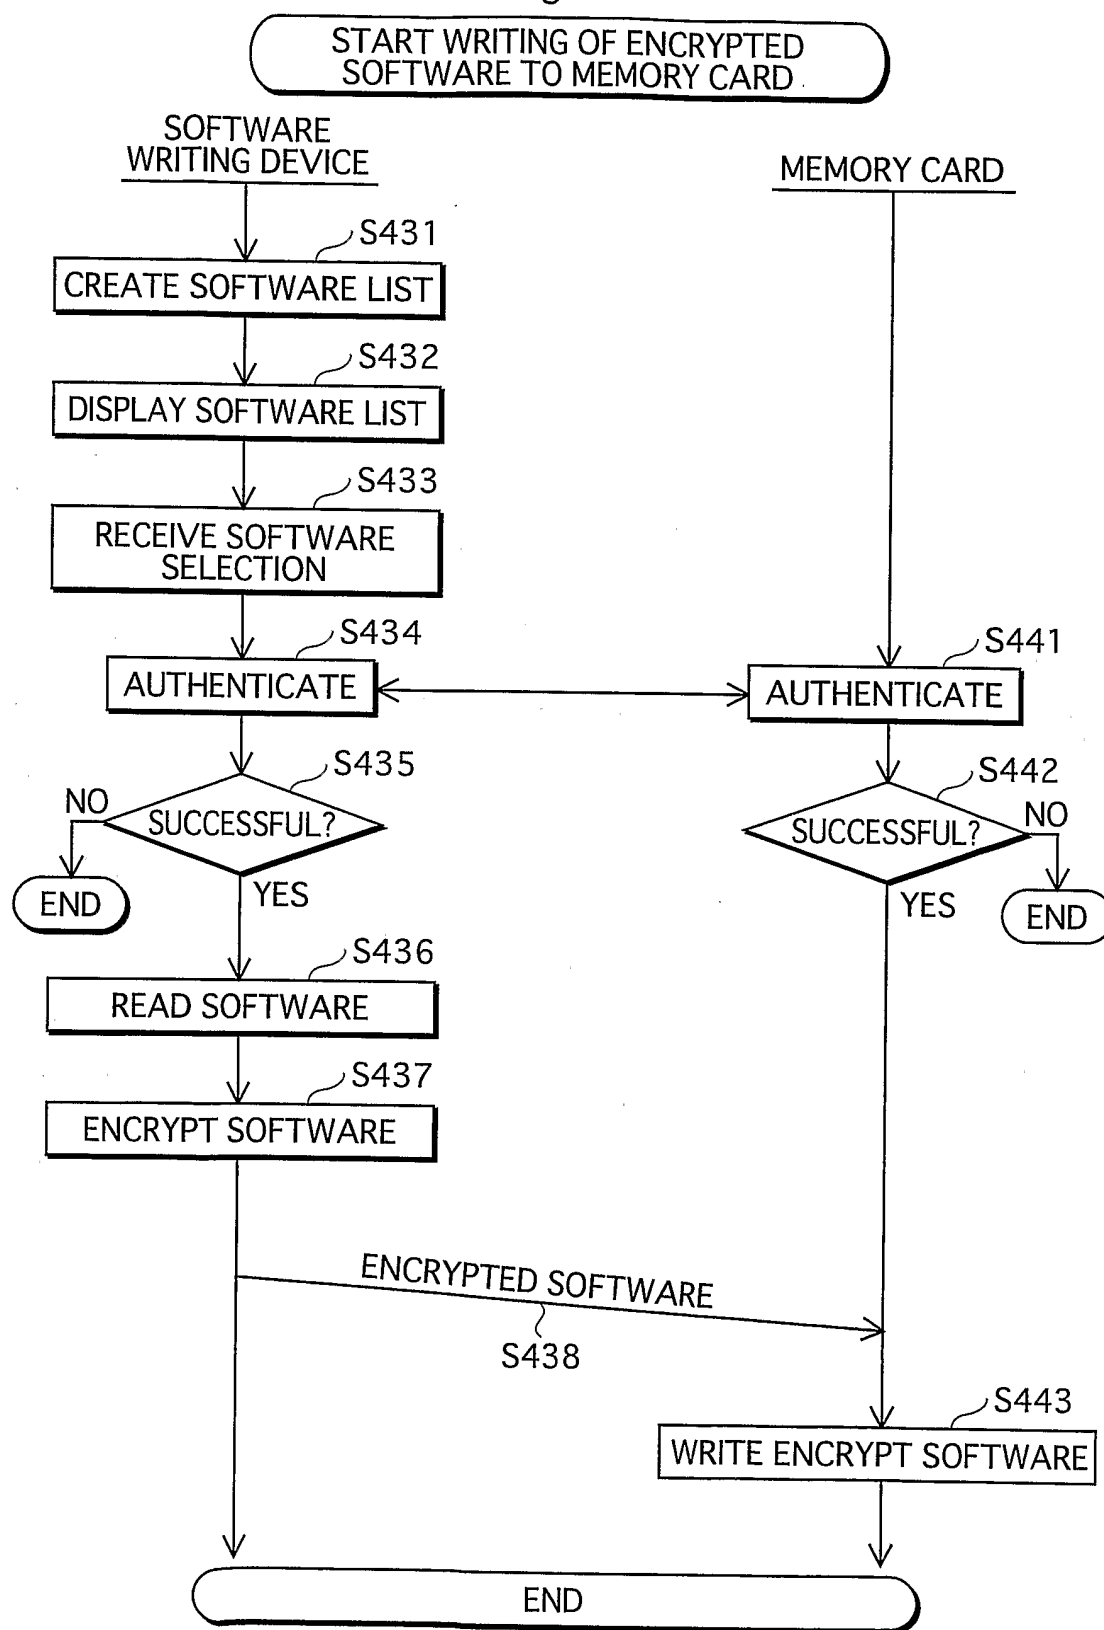 START WRITING OF ENCRYPTED
SOFTWARE TO MEMORY CARD
SOFTWARE
WRITING DEVICE
MEMORY CARD
S431
CREATE SOFTWARE LIST
S432
DISPLAY SOFTWARE LIST
S433
RECEIVE SOFTWARE
SELECTION
S434
AUTHENTICATE
S441
AUTHENTICATE
S435
SUCCESSFUL?
NO
END
YES
S442
SUCCESSFUL?
NO
END
YES
S436
READ SOFTWARE
S437
ENCRYPT SOFTWARE
ENCRYPTED SOFTWARE
S438
S443
WRITE ENCRYPT SOFTWARE
END